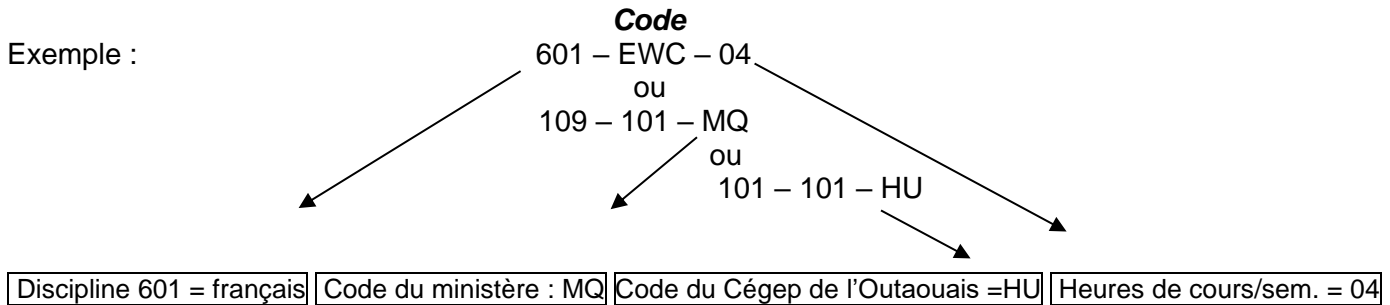 Code
Exemple : 601 – EWC – 04
ou
109 – 101 – MQ
ou
101 – 101 – HU
Discipline 601 = français Code du ministère : MQ Code du Cégep de l'Outaouais =HU Heures de cours/sem. = 04